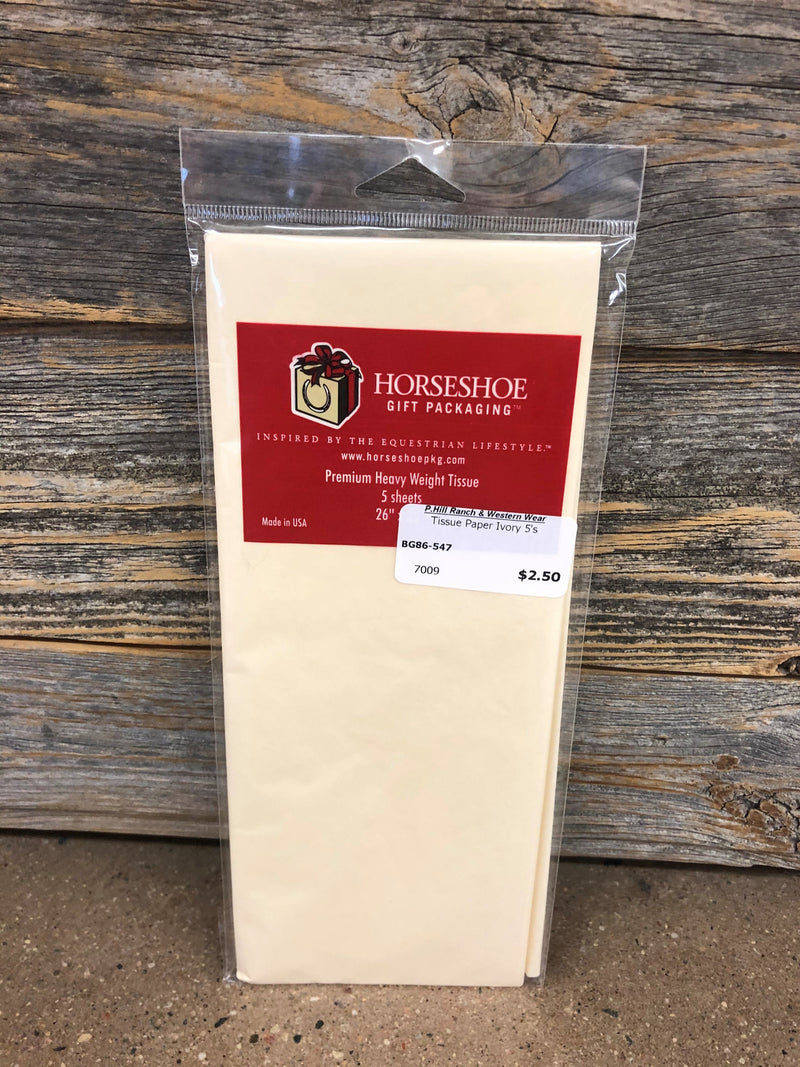 HORSESHOE
GIFT PACKAGING™
INSPIRED BY THE EQUESTRIAN LIFESTYLE.™
www.horseshoepkg.com
Premium Heavy Weight Tissue
5 sheets
26"
Made in USA
P.Hill Ranch & Western Wear
Tissue Paper Ivory 5's
BG86-547
7009 $2.50